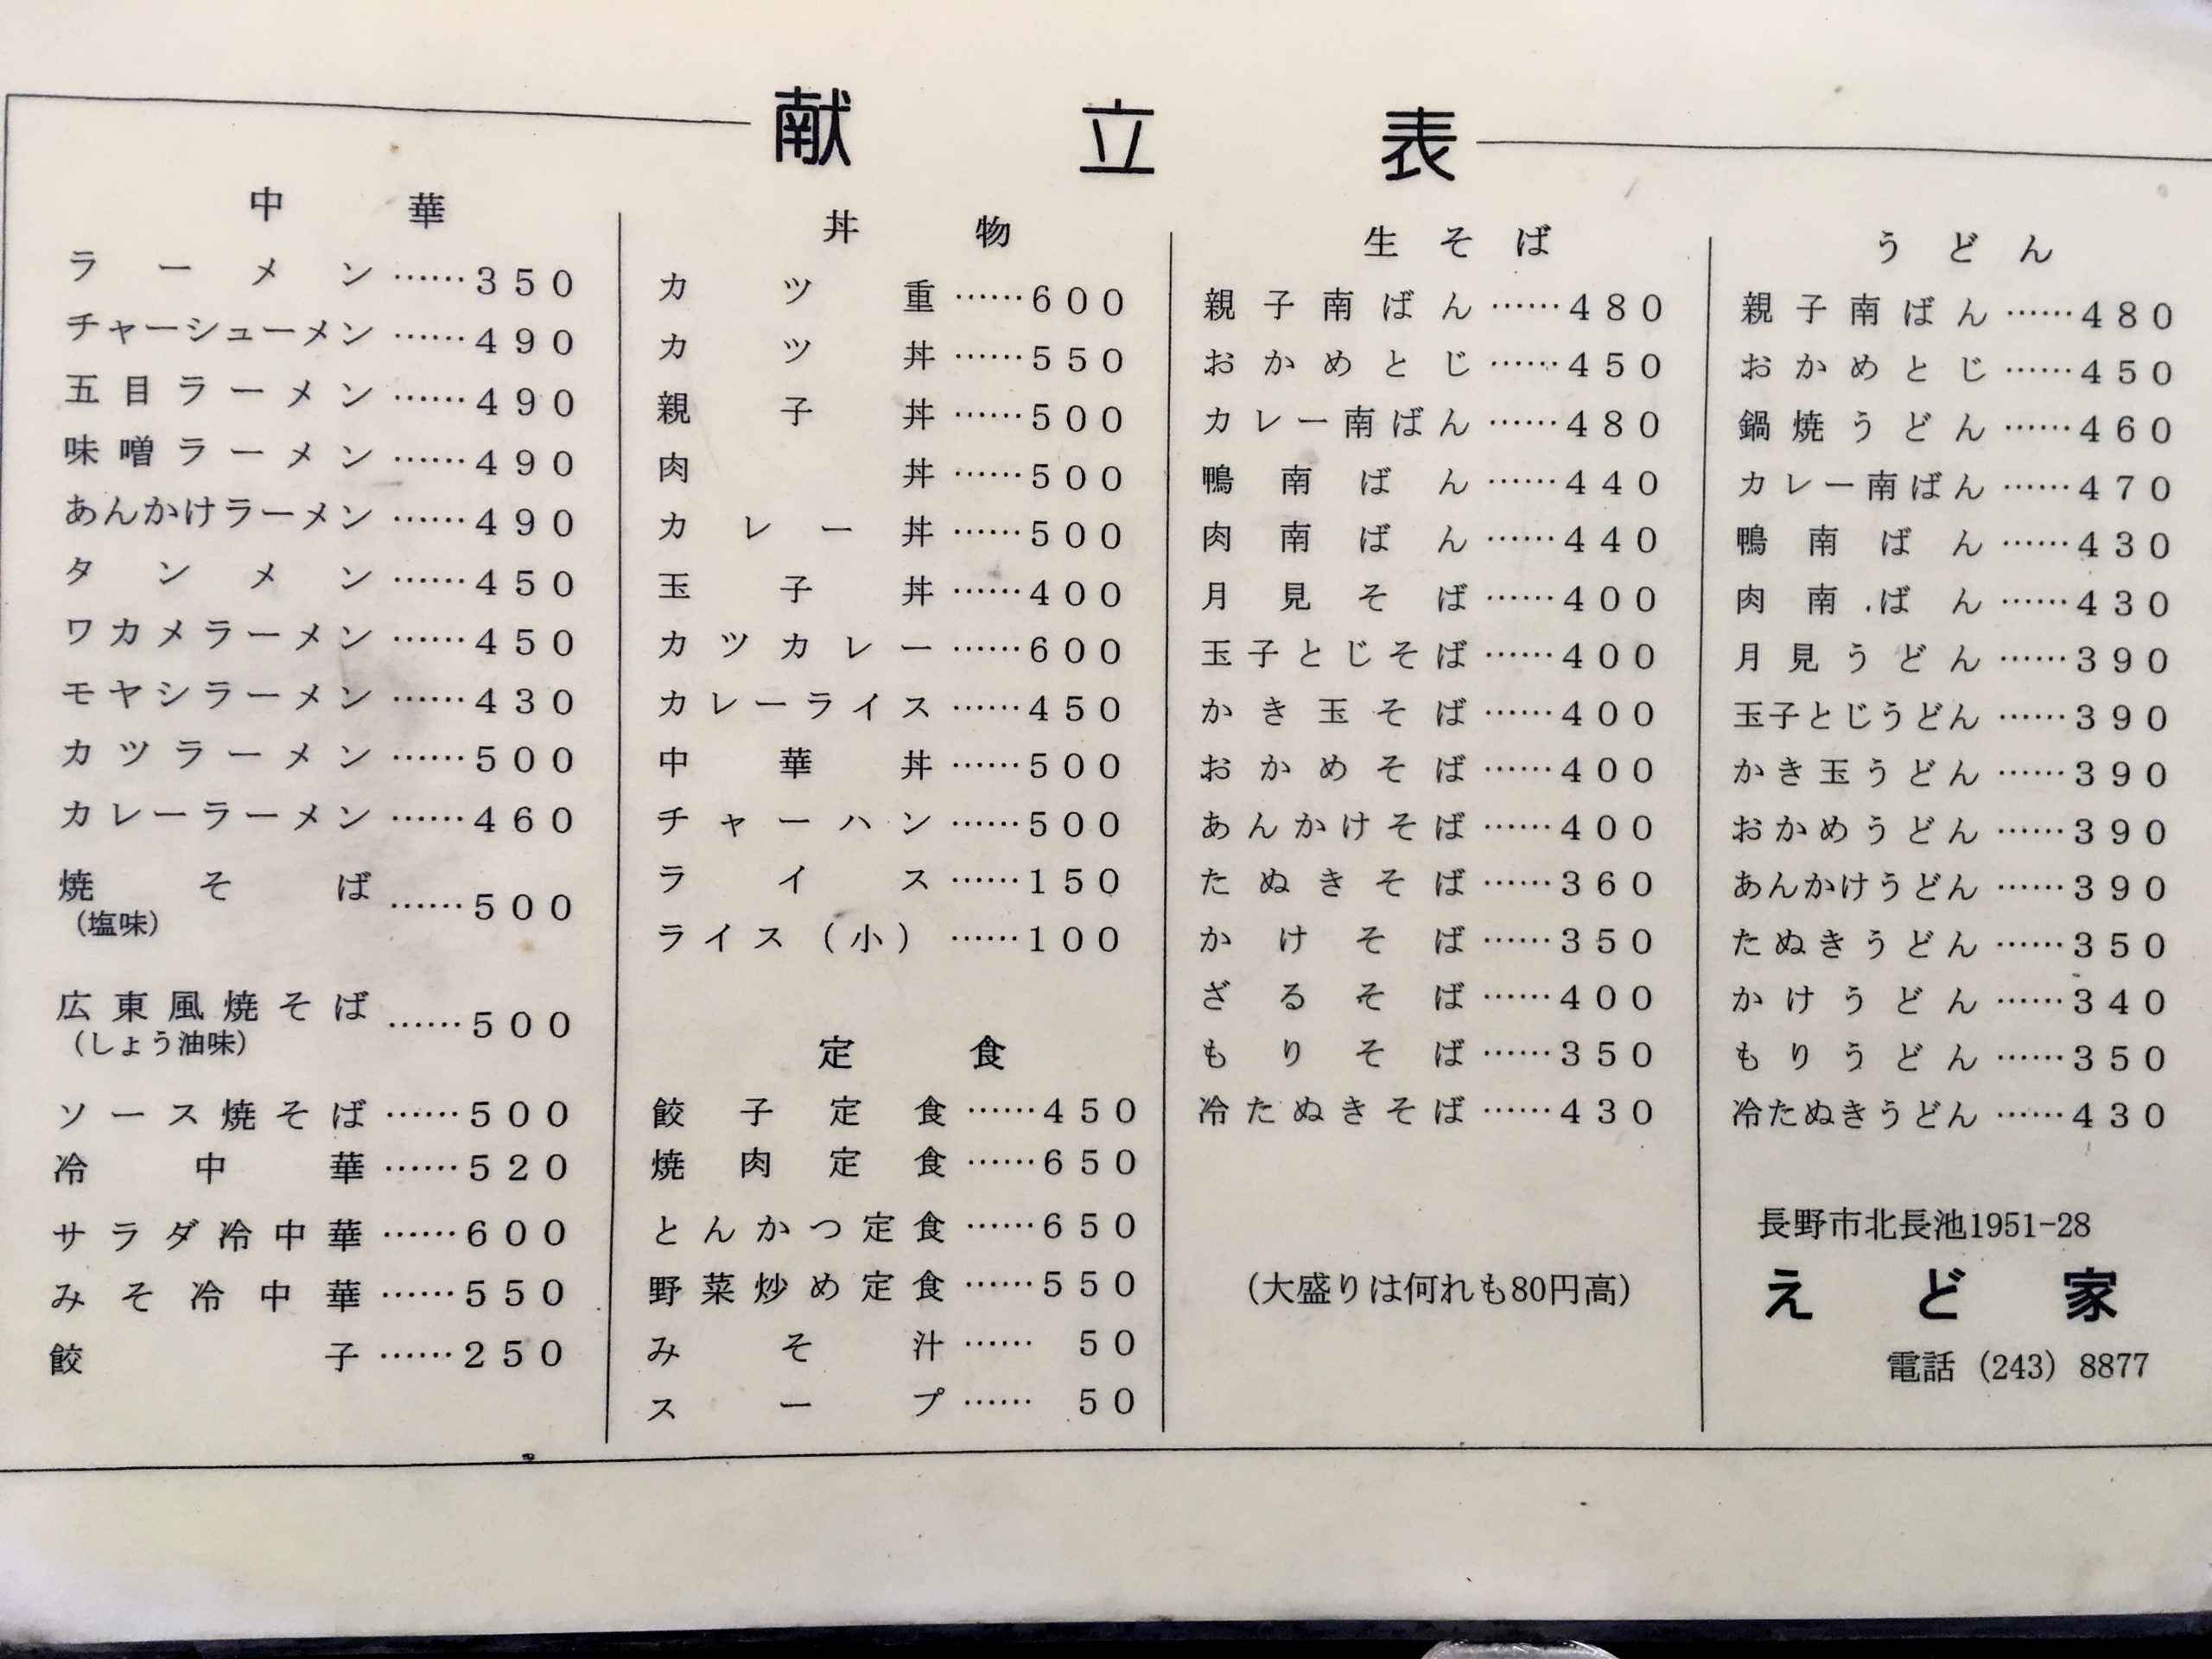 献立表
中華
ラーメン……350
チャーシューメン……490
五目ラーメン……490
味噌ラーメン……490
あんかけラーメン……490
タンメン……450
ワカメラーメン……450
モヤシラーメン……430
カツラーメン……500
カレーラーメン……460
焼そば……500
(塩味)
広東風焼そば……500
(しょう油味)
ソース焼そば……500
冷中華……520
サラダ冷中華……600
みそ冷中華……550
餃子……250
丼物
カツ重……600
カツ丼……550
親子丼……500
肉丼……500
カレー丼……500
玉子丼……400
カツカレー……600
カレーライス……450
中華丼……500
チャーハン……500
ライス……150
ライス(小)……100
定食
餃子定食……450
焼肉定食……650
とんかつ定食……650
野菜炒め定食……550
みそ汁……50
スープ……50
生そば
親子南ばん……480
おかめとじ……450
カレー南ばん……480
鴨南ばん……440
肉南ばん……440
月見そば……400
玉子とじそば……400
かき玉そば……400
おかめそば……400
あんかけそば……400
たぬきそば……360
かけそば……350
ざるそば……400
もりそば……350
冷たぬきそば……430
(大盛りは何れも80円高)
うどん
親子南ばん……480
おかめとじ……450
鍋焼うどん……460
カレー南ばん……470
鴨南ばん……430
肉南ばん……430
月見うどん……390
玉子とじうどん……390
かき玉うどん……390
おかめうどん……390
あんかけうどん……390
たぬきうどん……350
かけうどん……340
もりうどん……350
冷たぬきうどん……430
長野市北長池1951-28
えど家
電話(243)8877